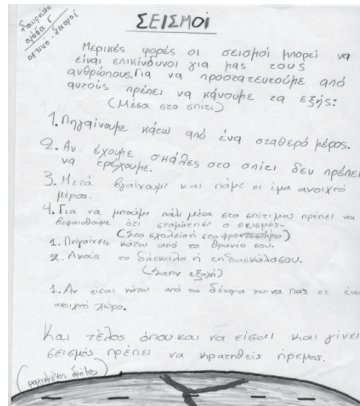 ΣΕΙΣΜΟΙ
Μερικές φορές οι σεισμοί μπορεί να
είναι επικίνδυνοι για μας τους
ανθρώπους. Για να προστατευτούμε από
αυτούς πρέπει να κάνουμε τα εξής:
(Μέσα στο σπίτι)
1. Πηγαίνουμε κάτω από ένα σταθερό μέρος.
2. Αν έχουμε σκάλες στο σπίτι δεν πρέπει
να τρέχουμε.
3. Μετά βγαίνουμε και πάμε σε ένα ανοιχτό
μέρος.
4. Για να μπούμε πάλι μέσα στο σπίτι μας πρέπει να
ότι σταμάτησε ο σεισμός.
(Στο σχολείο ή στο φροντιστήριο)
1. Πηγαίνεις κάτω από το θρανίο σου.
2. Ακούς το δάσκαλο ή τη δασκάλα σου.
(Στην εξοχή)
1. Αν είσαι κάτω από τα δέντρα να πας σε ένα
ανοιχτό χώρο.
Και τέλος όπου και να είσαι και γίνει
σεισμός πρέπει να κρατηθείς ήρεμος.